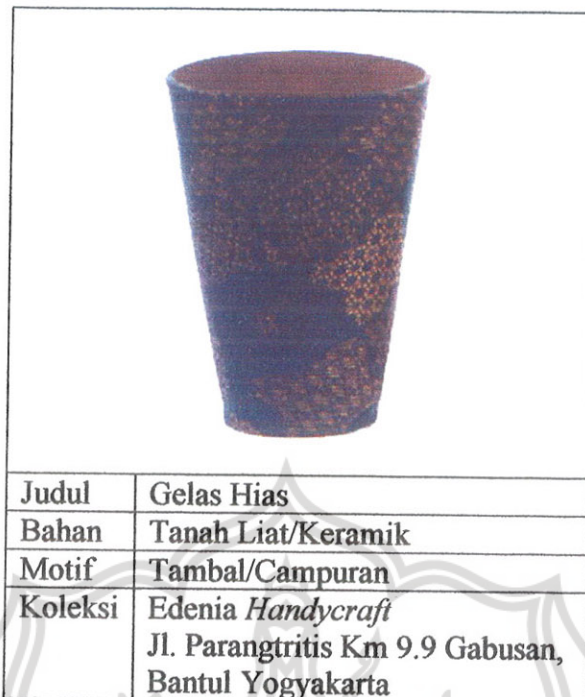 Judul Gelas Hias
Bahan Tanah Liat/Keramik
Motif Tambal/Campuran
Koleksi Edenia Handycraft
Jl. Parangtritis Km 9.9 Gabusan,
Bantul Yogyakarta